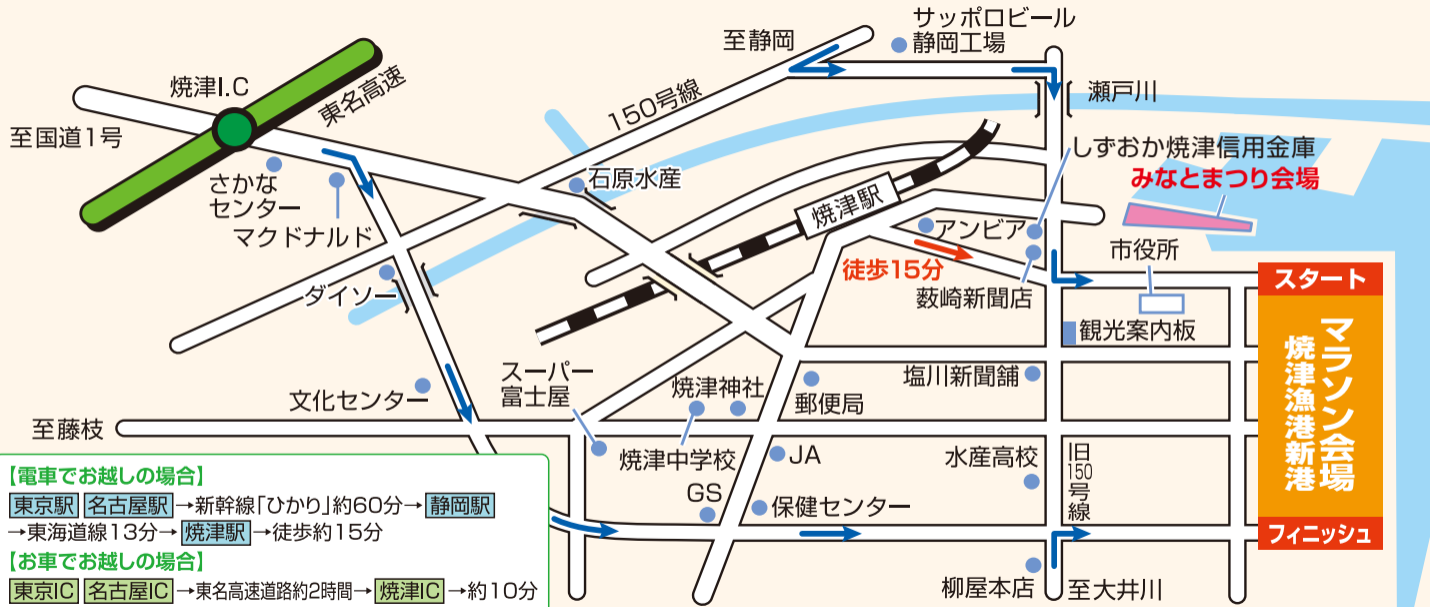 サッポロビール
静岡工場
至静岡
焼津I.C
東名高速
150号線
瀬戸川
至国道1号
しずおか焼津信用金庫
みなとまつり会場
さかな
センター
マクドナルド
石原水産
焼津駅
アンビア
市役所
徒歩15分
ダイソー
薮崎新聞店
観光案内板
スタート
マラソン会場
焼津漁港新港
フィニッシュ
スーパー
富士屋
焼津神社
郵便局
塩川新聞舗
文化センター
至藤枝
焼津中学校
JA
水産高校
旧150号線
GS
保健センター
柳屋本店
至大井川
【電車でお越しの場合】
東京駅 名古屋駅 →新幹線「ひかり」約60分→ 静岡駅
→東海道線13分→ 焼津駅 →徒歩約15分
【お車でお越しの場合】
東京IC 名古屋IC →東名高速道路約2時間→ 焼津IC →約10分